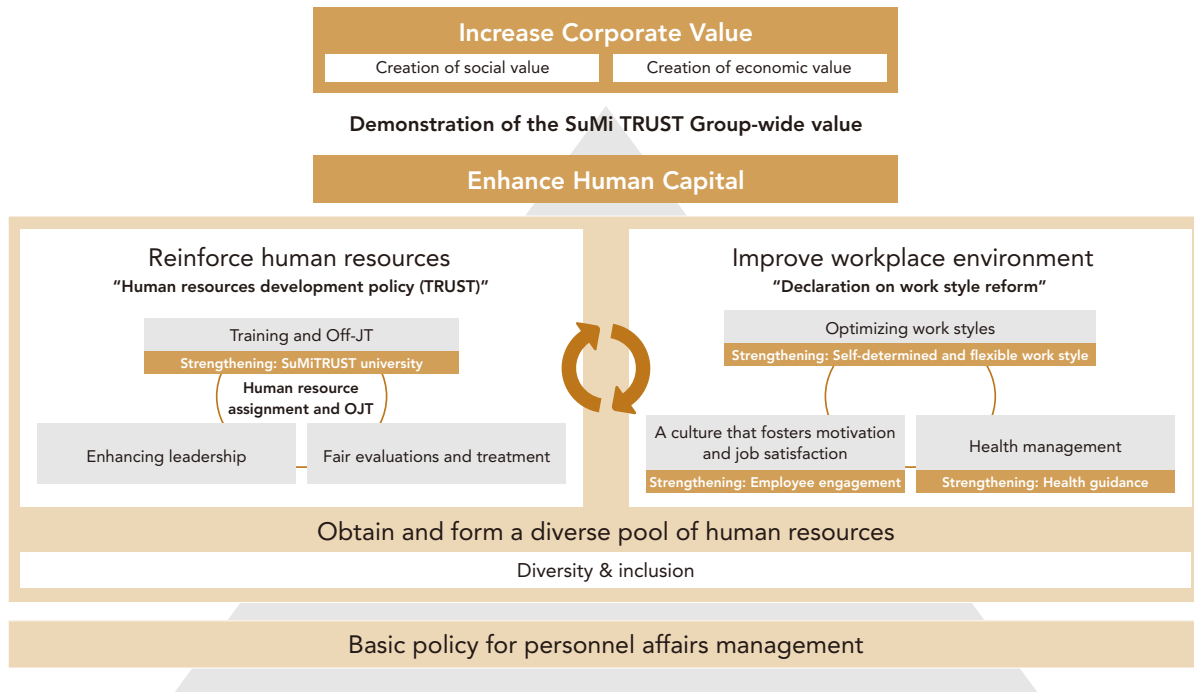 Increase Corporate Value
Creation of social value
Creation of economic value
Demonstration of the SuMi TRUST Group-wide value
Enhance Human Capital
Reinforce human resources
“Human resources development policy (TRUST)”
Training and Off-JT
Strengthening: SuMiTRUST university
Human resource
assignment and OJT
Enhancing leadership
Fair evaluations and treatment
Improve workplace environment
“Declaration on work style reform”
Optimizing work styles
Strengthening: Self-determined and flexible work style
A culture that fosters motivation
and job satisfaction
Strengthening: Employee engagement
Health management
Strengthening: Health guidance
Obtain and form a diverse pool of human resources
Diversity & inclusion
Basic policy for personnel affairs management